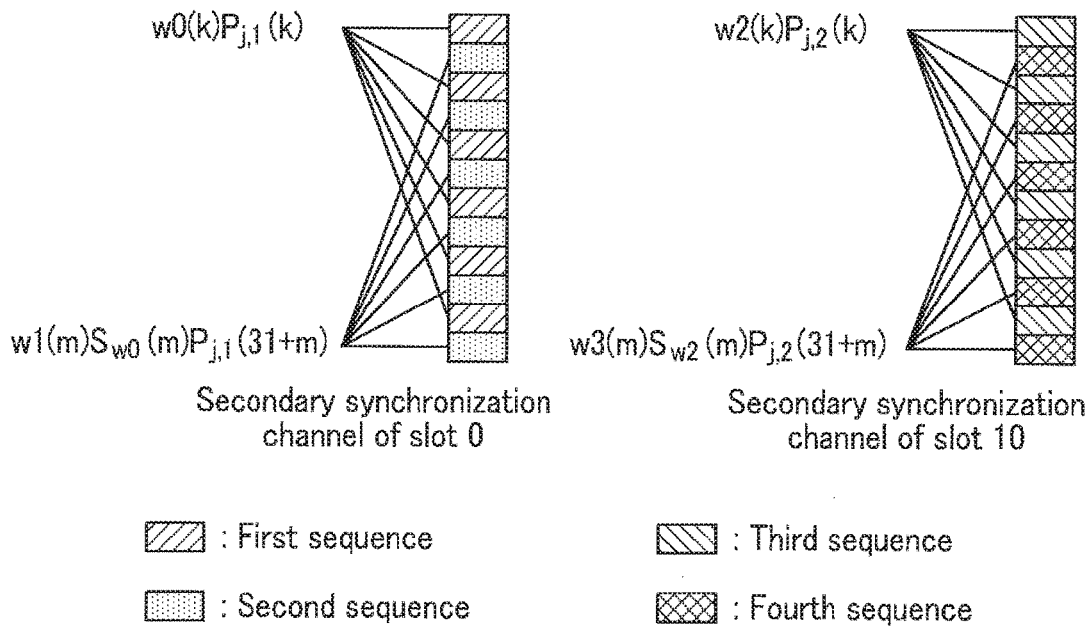 w0(k)P_{j,1}(k)
w2(k)P_{j,2}(k)
w1(m)S_{w0}(m)P_{j,1}(31+m)
w3(m)S_{w2}(m)P_{j,2}(31+m)
Secondary synchronization
channel of slot 0
Secondary synchronization
channel of slot 10
: First sequence
: Third sequence
: Second sequence
: Fourth sequence